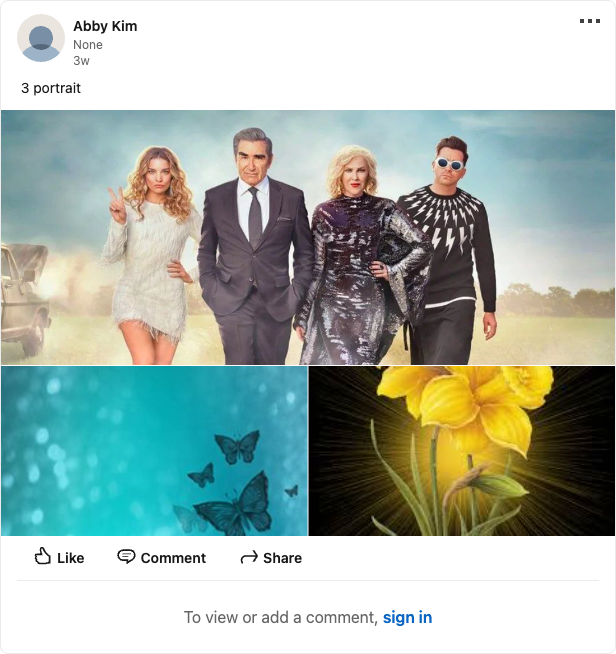 Abby Kim
None
3w
3 portrait
Like Comment Share
To view or add a comment, sign in